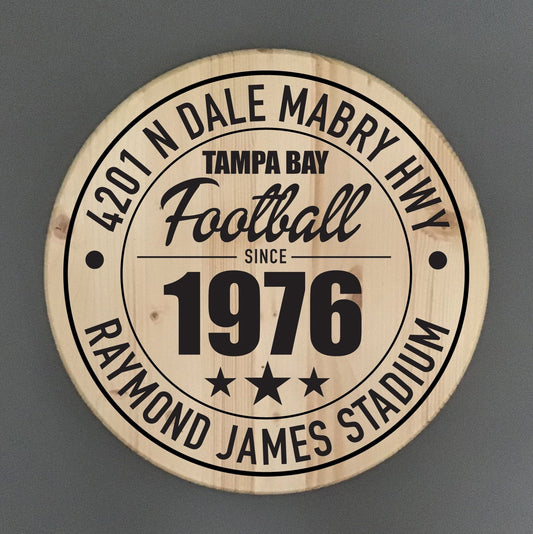 4201 N DALE MABRY HWY
TAMPA BAY
Football
SINCE
1976
RAYMOND JAMES STADIUM